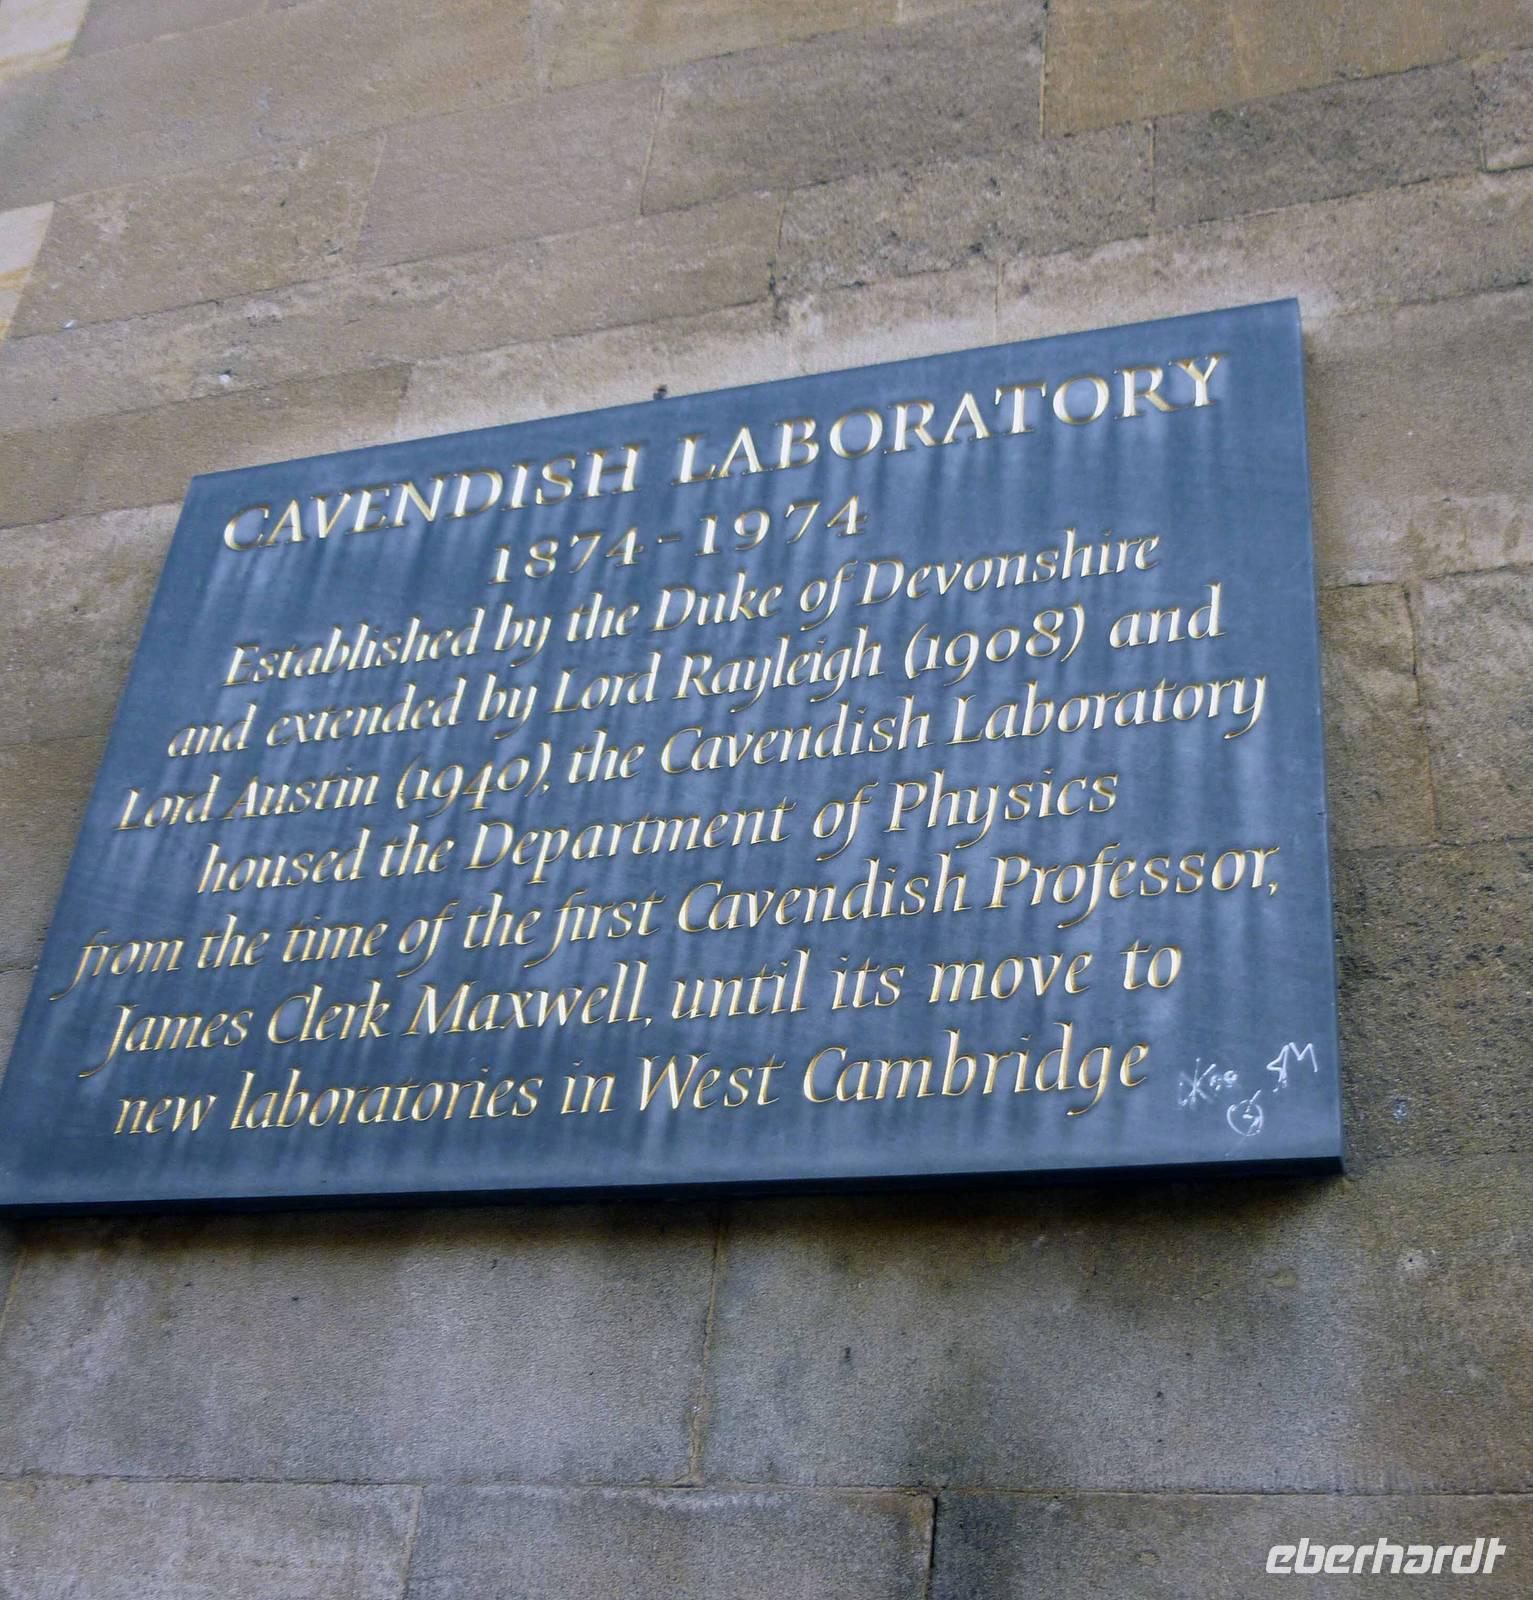 CAVENDISH LABORATORY
1874-1974
Established by the Duke of Devonshire
and extended by Lord Rayleigh (1908) and
Lord Austin (1940), the Cavendish Laboratory
housed the Department of Physics
from the time of the first Cavendish Professor,
James Clerk Maxwell, until its move to
new laboratories in West Cambridge
eberhardt